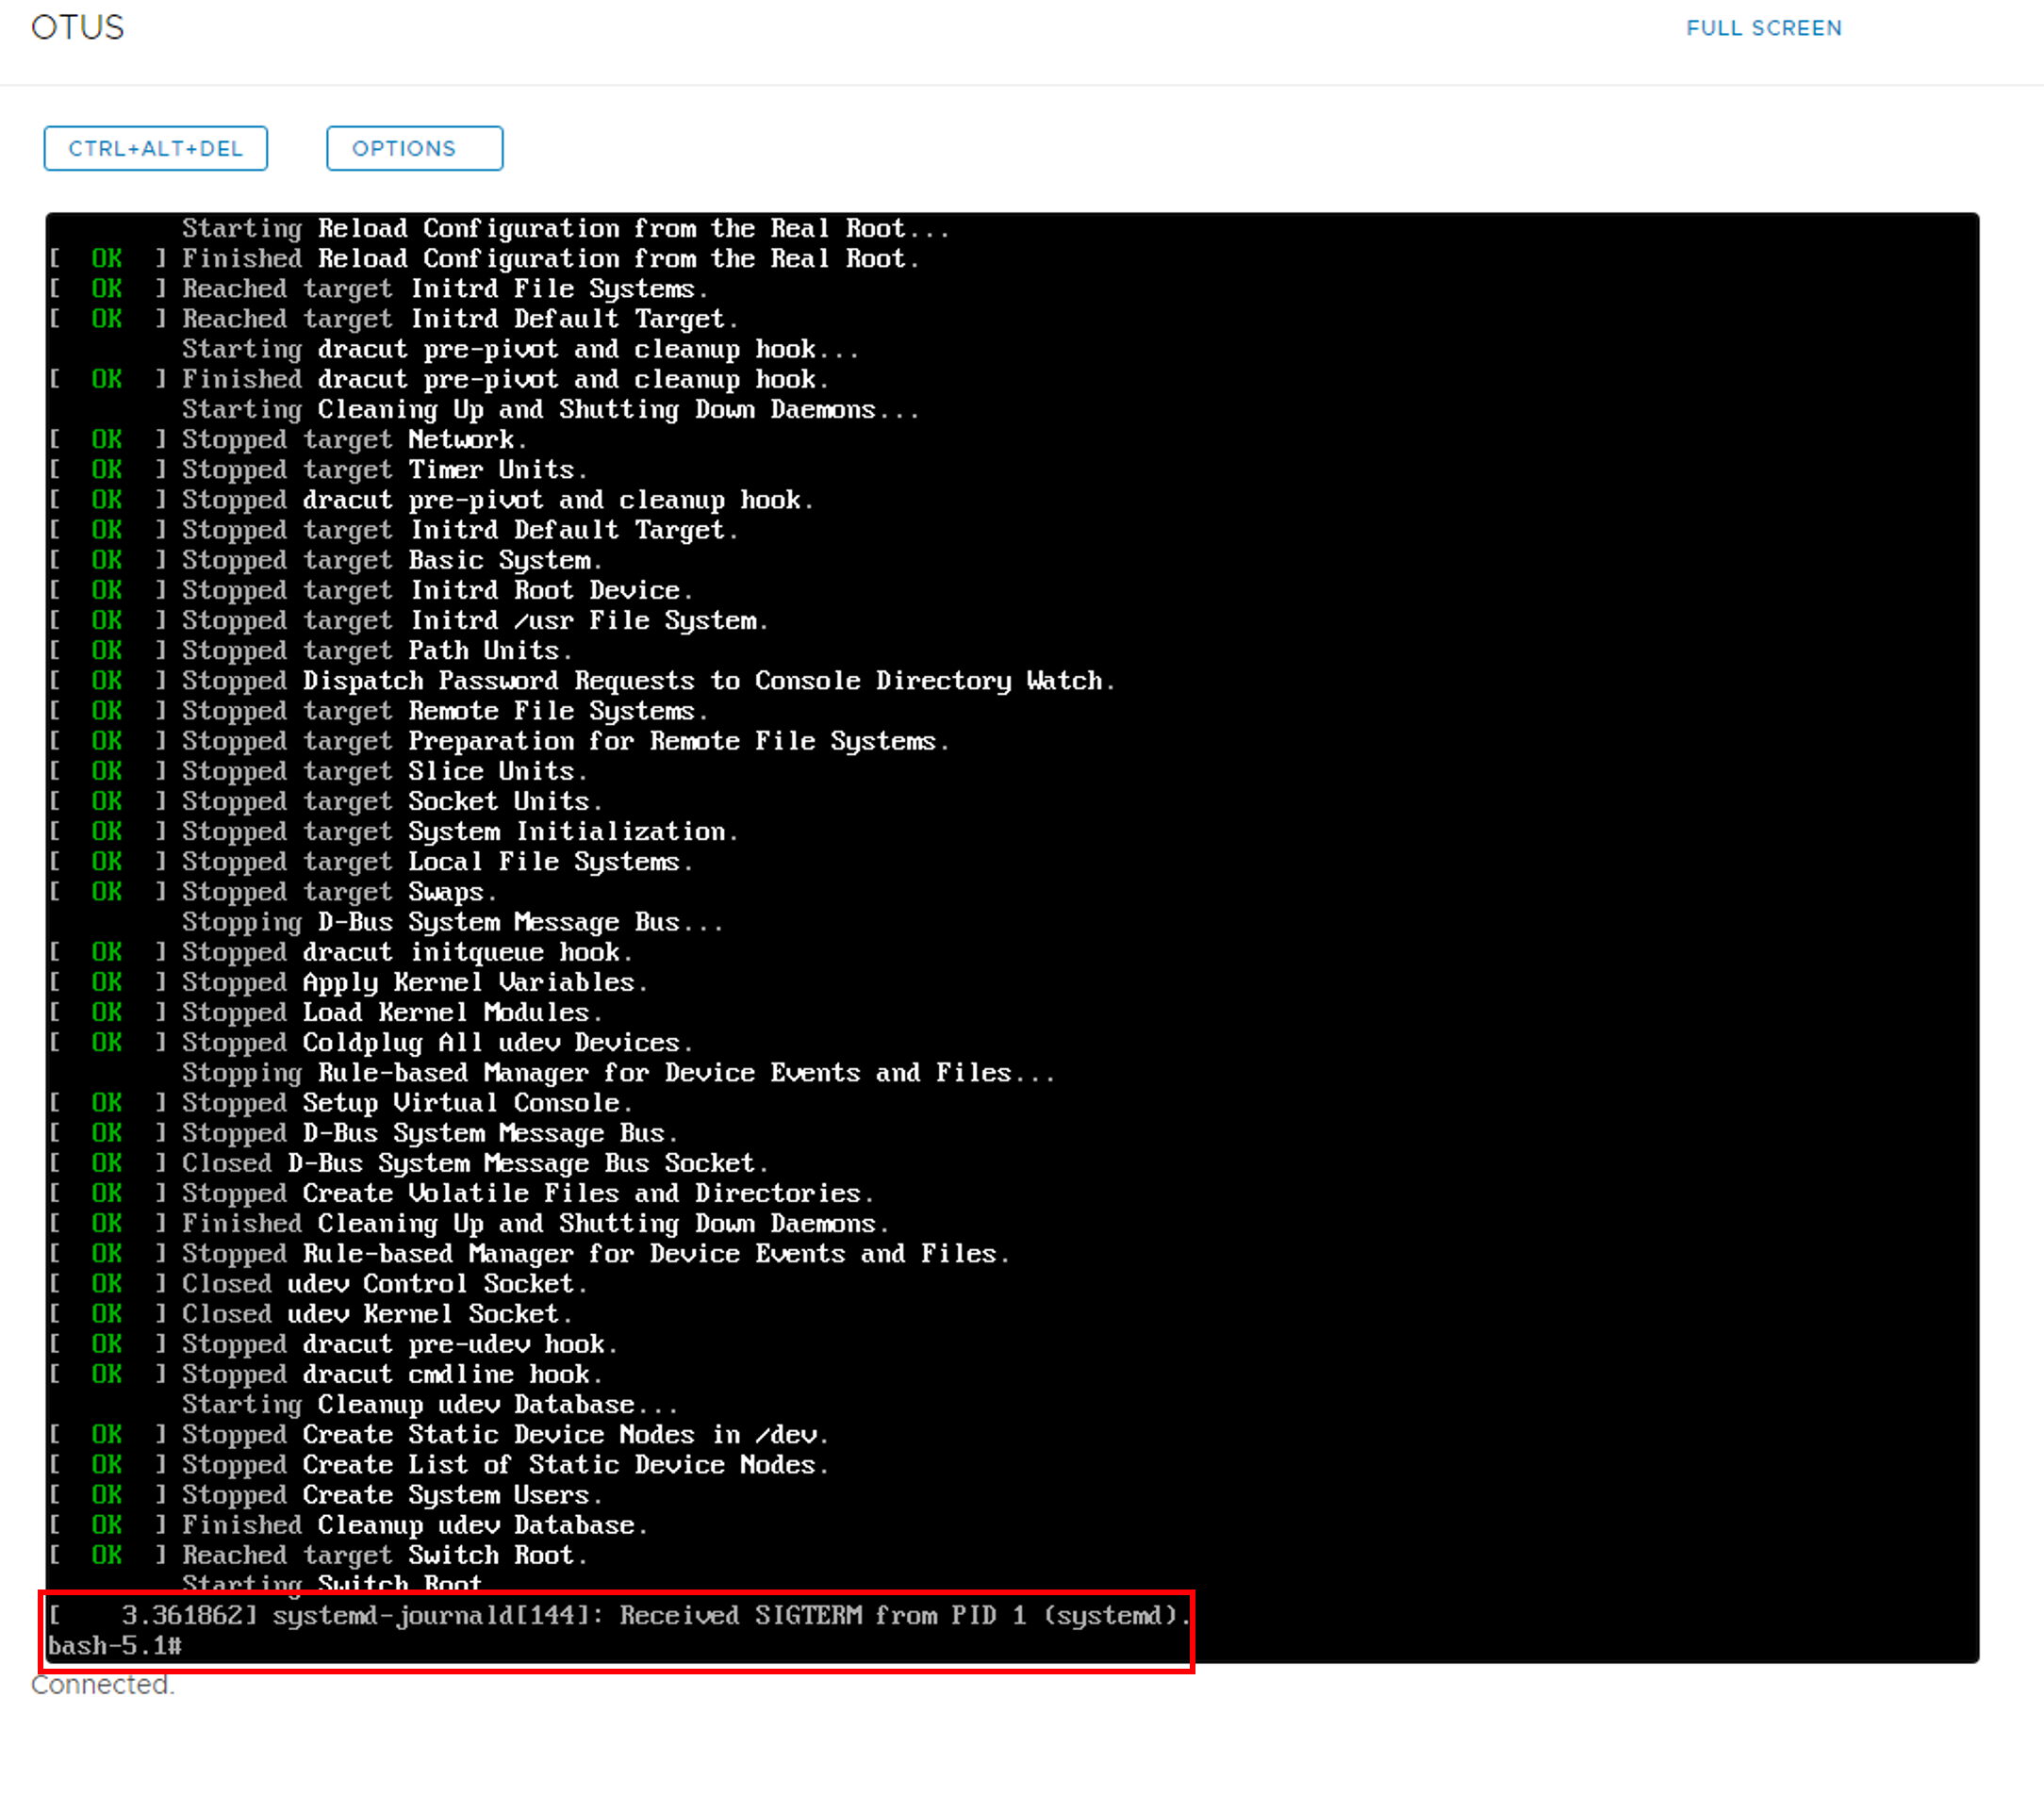 OTUS
FULL SCREEN
CTRL+ALT+DEL
OPTIONS
Starting Reload Configuration from the Real Root...
[  OK  ] Finished Reload Configuration from the Real Root.
[  OK  ] Reached target Initrd File Systems.
[  OK  ] Reached target Initrd Default Target.
Starting dracut pre-pivot and cleanup hook...
[  OK  ] Finished dracut pre-pivot and cleanup hook.
Starting Cleaning Up and Shutting Down Daemons...
[  OK  ] Stopped target Network.
[  OK  ] Stopped target Timer Units.
[  OK  ] Stopped dracut pre-pivot and cleanup hook.
[  OK  ] Stopped target Initrd Default Target.
[  OK  ] Stopped target Basic System.
[  OK  ] Stopped target Initrd Root Device.
[  OK  ] Stopped target Initrd /usr File System.
[  OK  ] Stopped target Path Units.
[  OK  ] Stopped Dispatch Password Requests to Console Directory Watch.
[  OK  ] Stopped target Remote File Systems.
[  OK  ] Stopped target Preparation for Remote File Systems.
[  OK  ] Stopped target Slice Units.
[  OK  ] Stopped target Socket Units.
[  OK  ] Stopped target System Initialization.
[  OK  ] Stopped target Local File Systems.
[  OK  ] Stopped target Swaps.
Stopping D-Bus System Message Bus...
[  OK  ] Stopped dracut initqueue hook.
[  OK  ] Stopped Apply Kernel Variables.
[  OK  ] Stopped Load Kernel Modules.
[  OK  ] Stopped Coldplug All udev Devices.
Stopping Rule-based Manager for Device Events and Files...
[  OK  ] Stopped Setup Virtual Console.
[  OK  ] Stopped D-Bus System Message Bus.
[  OK  ] Closed D-Bus System Message Bus Socket.
[  OK  ] Stopped Create Volatile Files and Directories.
[  OK  ] Finished Cleaning Up and Shutting Down Daemons.
[  OK  ] Stopped Rule-based Manager for Device Events and Files.
[  OK  ] Closed udev Control Socket.
[  OK  ] Closed udev Kernel Socket.
[  OK  ] Stopped dracut pre-udev hook.
[  OK  ] Stopped dracut cmdline hook.
Starting Cleanup udev Database...
[  OK  ] Stopped Create Static Device Nodes in /dev.
[  OK  ] Stopped Create List of Static Device Nodes.
[  OK  ] Stopped Create System Users.
[  OK  ] Finished Cleanup udev Database.
[  OK  ] Reached target Switch Root.
Starting Switch Root
[    3.361862] systemd-journald[144]: Received SIGTERM from PID 1 (systemd).
bash-5.1#
Connected.